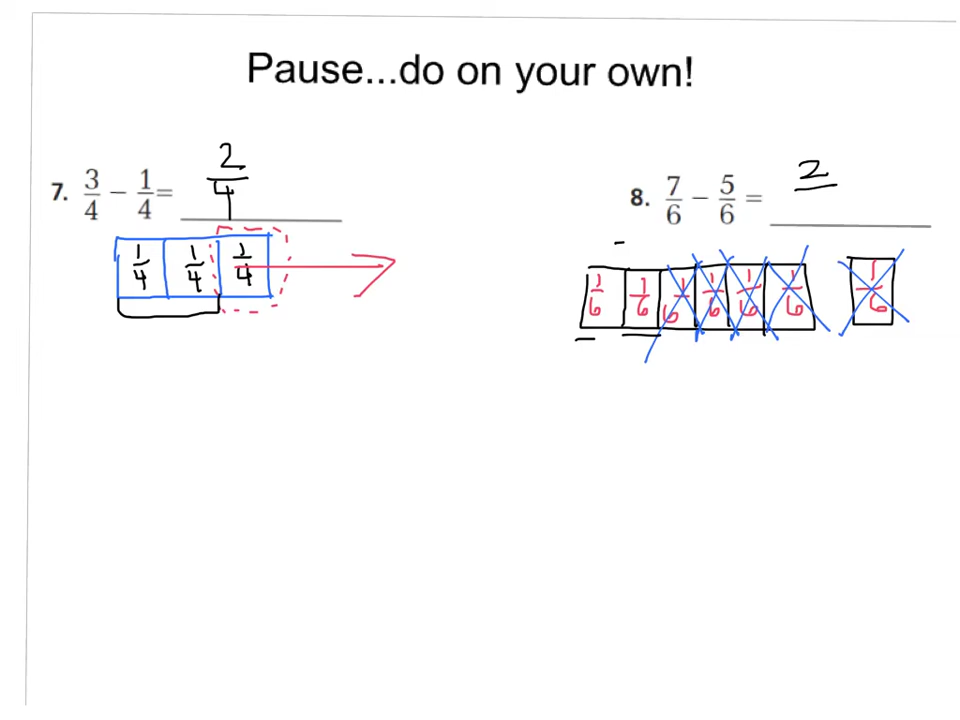 Pause...do on your own!
7. 3/4 − 1/4 = 2/4
1/4 1/4 1/4
8. 7/6 − 5/6 = 2/
1/6 1/6 1/6 1/6 1/6 1/6 1/6